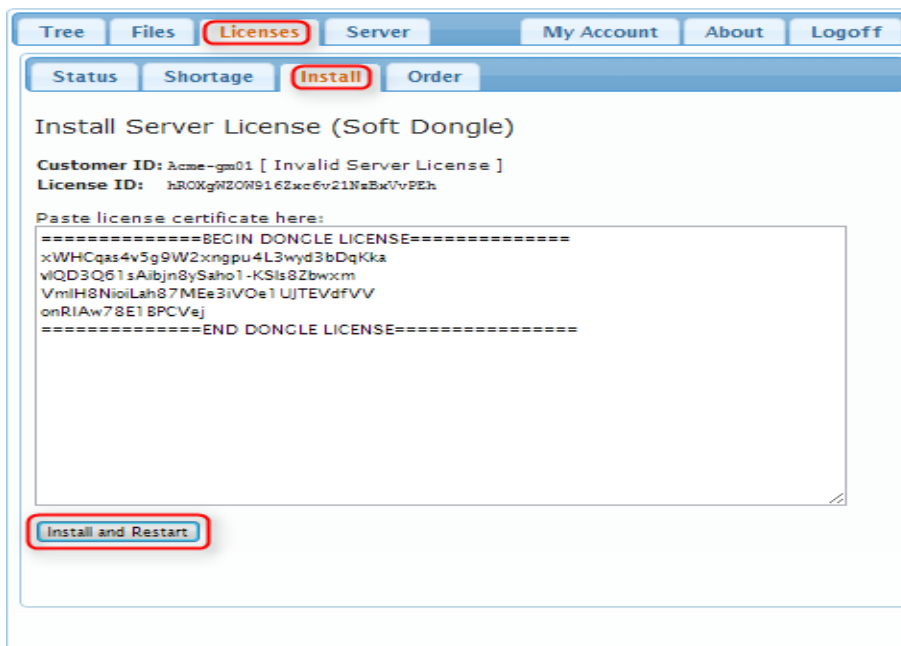 Tree Files Licenses Server My Account About Logoff
Status Shortage Install Order
Install Server License (Soft Dongle)
Customer ID: Acme-gm01 [ Invalid Server License ]
License ID: hROXgWZOW916Zxc6v21NsBxVvPEh
Paste license certificate here:
==============BEGIN DONGLE LICENSE==============
xWHCqas4v5g9W2xngpu4L3wyd3bDqKka
vlQD3Q61sAibjn8ySaho1-KSIs8Zbwxm
VmIH8NioiLah87MEe3iVOe1UJTEVdfVV
onRIAw78E1BPCVej
==============END DONGLE LICENSE================
Install and Restart